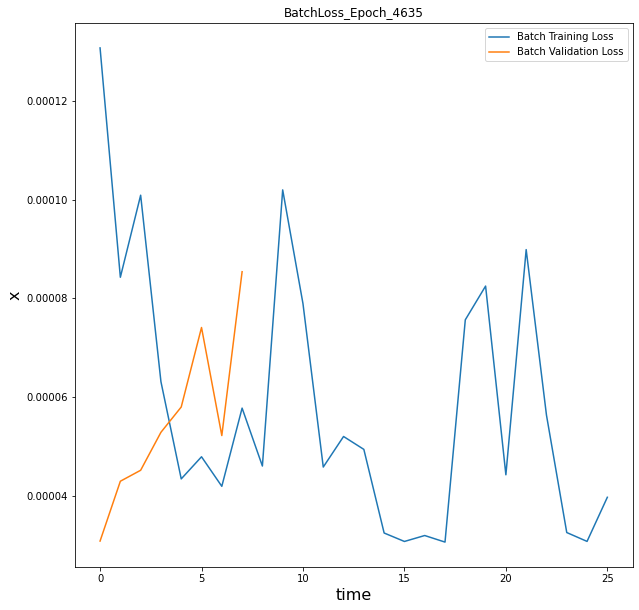 BatchLoss_Epoch_4635
Batch Training Loss
Batch Validation Loss
0.00012
0.00010
0.00008
0.00006
0.00004
x
0
5
10
15
20
25
time